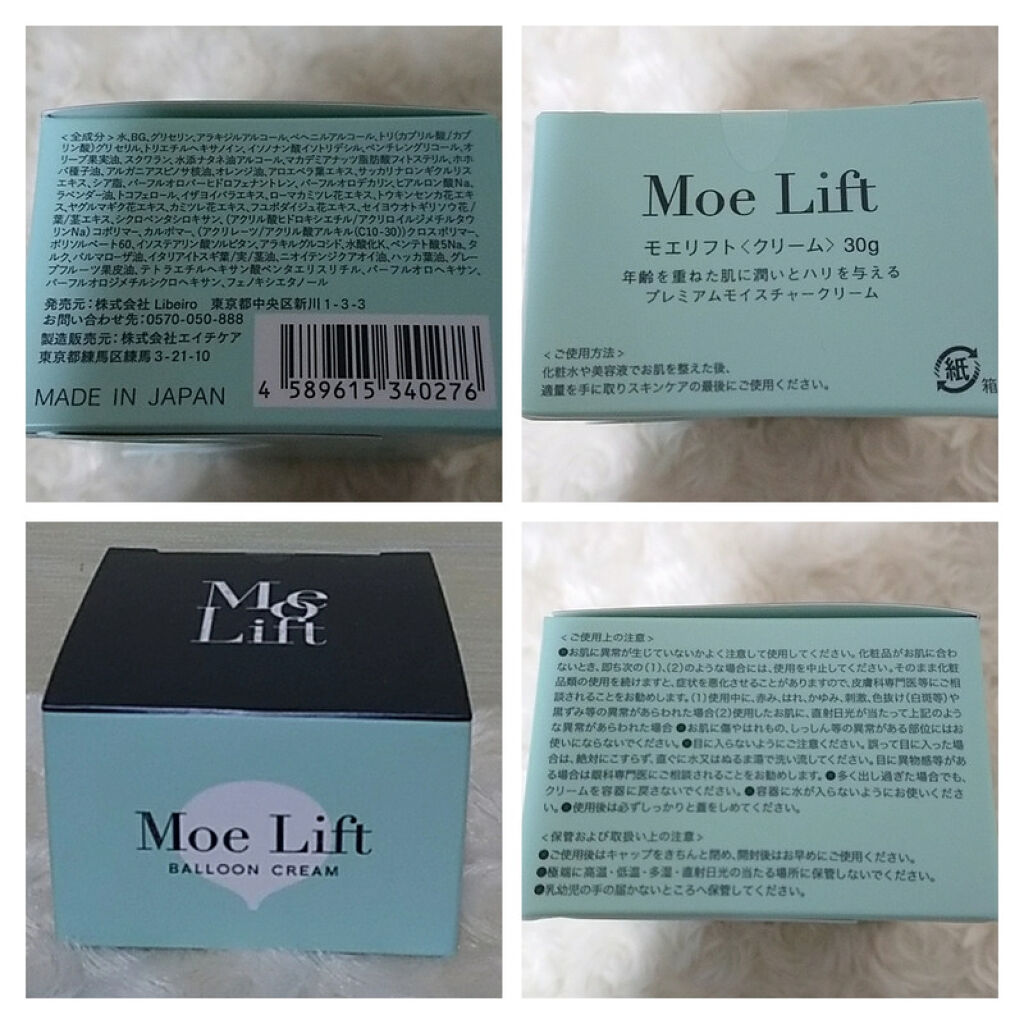 <全成分>水、BG、グリセリン、アラキジルアルコール、ベヘニルアルコール、トリ(カプリル酸/カプ
リン酸)グリセリル、トリエチルヘキサノイン、イソノナン酸イソトリデシル、ペンチレングリコール、オ
リーブ果実油、スクワラン、水添ナタネ油アルコール、マカデミアナッツ脂肪酸フィトステリル、ホホ
バ種子油、アルガニアスピノサ核油、オレンジ油、アロエベラ葉エキス、サッカリナロンギクルリス
エキス、シア脂、パーフルオロパーヒドロフェナントレン、パーフルオロデカリン、ヒアルロン酸Na、
ラベンダー油、トコフェロール、イザヨイバラエキス、ローマカミツレ花エキス、トウキンセンカ花エキ
ス、ヤグルマギク花エキス、カミツレ花エキス、フユボダイジュ花エキス、セイヨウオトギリソウ花/
葉/茎エキス、シクロペンタシロキサン、(アクリル酸ヒドロキシエチル/アクリロイルジメチルタウ
リンNa)コポリマー、カルボマー、(アクリレーツ/アクリル酸アルキル(C10-30))クロスポリマー、
ポリソルベート60、イソステアリン酸ソルビタン、アラキルグルコシド、水酸化K、ペンテト酸5Na、タ
ルク、パルマローザ油、イタリアイトスギ葉/実/茎油、ニオイテンジクアオイ油、ハッカ葉油、グレー
プフルーツ果皮油、テトラエチルヘキサン酸ペンタエリスリチル、パーフルオロヘキサン、
パーフルオロジメチルシクロヘキサン、フェノキシエタノール
発売元:株式会社 Libeiro 東京都中央区新川1-3-3
お問い合わせ先:0570-050-888
製造販売元:株式会社エイチケア
東京都練馬区練馬3-21-10
MADE IN JAPAN
4 589615 340276
Moe Lift
モエリフト<クリーム>30g
年齢を重ねた肌に潤いとハリを与える
プレミアムモイスチャークリーム
<ご使用方法>
化粧水や美容液でお肌を整えた後、
適量を手に取りスキンケアの最後にご使用ください。
紙
箱
Moe
Lift
Moe Lift
BALLOON CREAM
<ご使用上の注意>
●お肌に異常が生じていないかよく注意して使用してください。化粧品がお肌に合わ
ないとき、即ち次の(1)、(2)のような場合には、使用を中止してください。そのまま化粧
品類の使用を続けますと、症状を悪化させることがありますので、皮膚科専門医等にご相
談されることをお勧めします。(1)使用中に、赤み、はれ、かゆみ、刺激、色抜け(白斑等)や
黒ずみ等の異常があらわれた場合(2)使用したお肌に、直射日光が当たって上記のよう
な異常があらわれた場合●お肌に傷やはれもの、しっしん等の異常がある部位にはお
使いにならないでください。●目に入らないようにご注意ください。誤って目に入った場
合は、絶対にこすらず、直ぐに水又はぬるま湯で洗い流してください。目に異物感等があ
る場合は眼科専門医にご相談されることをお勧めします。●多く出し過ぎた場合でも、
クリームを容器に戻さないでください。●容器に水が入らないようにお使いくださ
い。●使用後は必ずしっかりと蓋をしめてください。
<保管および取扱い上の注意>
●ご使用後はキャップをきちんと閉め、開封後はお早めにご使用ください。
●極端に高温・低温・多湿・直射日光の当たる場所に保管しないでください。
●乳幼児の手の届かないところへ保管してください。